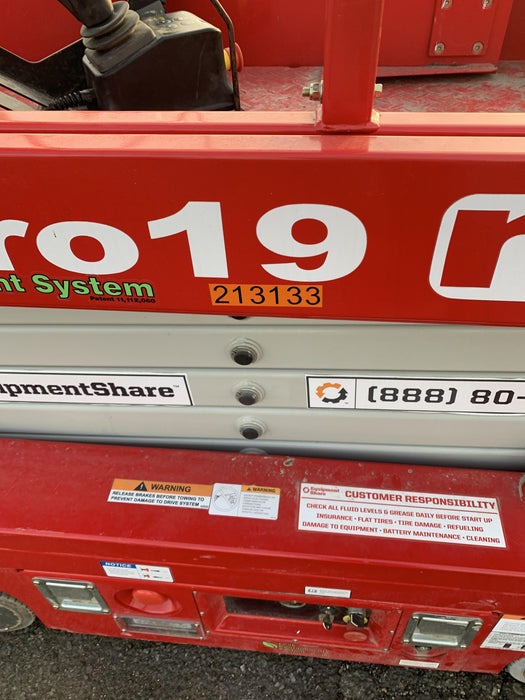 ro19
nt System
Patent 11,112,060
213133
uipmentShare™
(888) 80-
WARNING
RELEASE BRAKES BEFORE TOWING TO
PREVENT DAMAGE TO DRIVE SYSTEM
WARNING
EquipmentShare
CUSTOMER RESPONSIBILITY
CHECK ALL FLUID LEVELS & GREASE DAILY BEFORE START UP
INSURANCE • FLAT TIRES • TIRE DAMAGE • REFUELING
DAMAGE TO EQUIPMENT • BATTERY MAINTENANCE • CLEANING
NOTICE